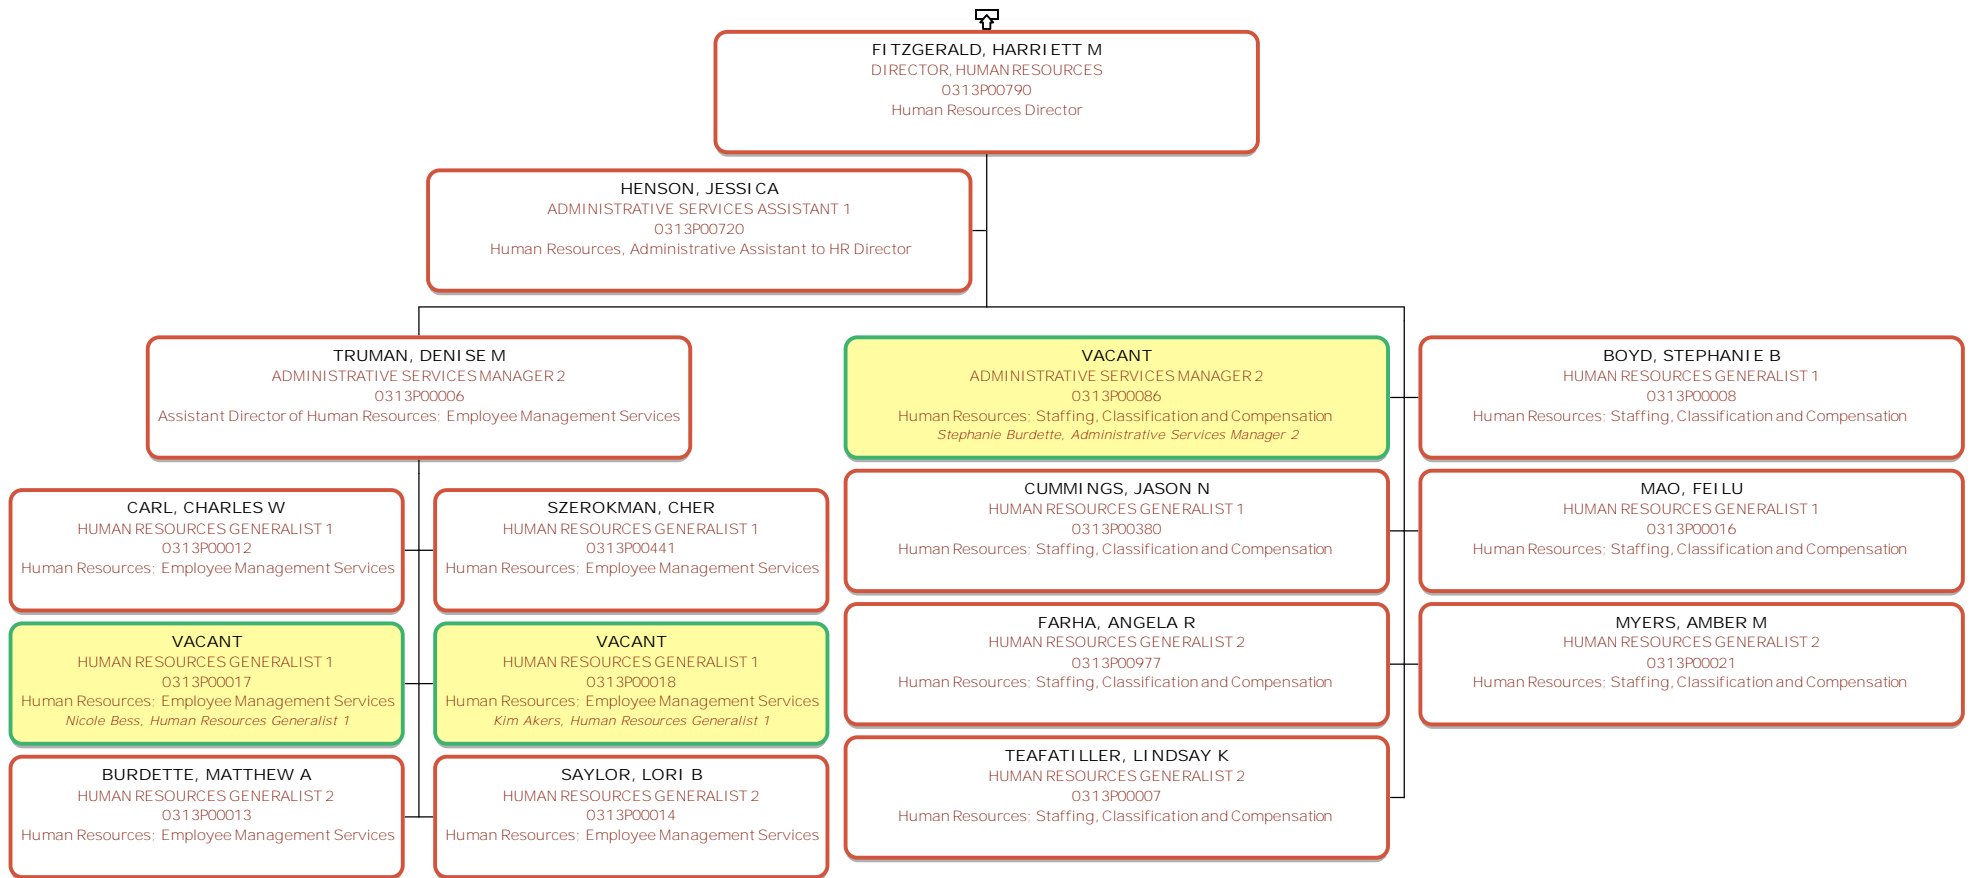 FITZGERALD, HARRIETT M
DIRECTOR, HUMAN RESOURCES
0313P00790
Human Resources Director
HENSON, JESSICA
ADMINISTRATIVE SERVICES ASSISTANT 1
0313P00720
Human Resources, Administrative Assistant to HR Director
TRUMAN, DENISE M
ADMINISTRATIVE SERVICES MANAGER 2
0313P00006
Assistant Director of Human Resources: Employee Management Services
CARL, CHARLES W
HUMAN RESOURCES GENERALIST 1
0313P00012
Human Resources: Employee Management Services
SZEROKMAN, CHER
HUMAN RESOURCES GENERALIST 1
0313P00441
Human Resources: Employee Management Services
VACANT
HUMAN RESOURCES GENERALIST 1
0313P00017
Human Resources: Employee Management Services
Nicole Bess, Human Resources Generalist 1
VACANT
HUMAN RESOURCES GENERALIST 1
0313P00018
Human Resources: Employee Management Services
Kim Akers, Human Resources Generalist 1
BURDETTE, MATTHEW A
HUMAN RESOURCES GENERALIST 2
0313P00013
Human Resources: Employee Management Services
SAYLOR, LORI B
HUMAN RESOURCES GENERALIST 2
0313P00014
Human Resources: Employee Management Services
VACANT
ADMINISTRATIVE SERVICES MANAGER 2
0313P00086
Human Resources: Staffing, Classification and Compensation
Stephanie Burdette, Administrative Services Manager 2
BOYD, STEPHANIE B
HUMAN RESOURCES GENERALIST 1
0313P00008
Human Resources: Staffing, Classification and Compensation
CUMMINGS, JASON N
HUMAN RESOURCES GENERALIST 1
0313P00380
Human Resources: Staffing, Classification and Compensation
MAO, FEI LU
HUMAN RESOURCES GENERALIST 1
0313P00016
Human Resources: Staffing, Classification and Compensation
FARHA, ANGELA R
HUMAN RESOURCES GENERALIST 2
0313P00977
Human Resources: Staffing, Classification and Compensation
MYERS, AMBER M
HUMAN RESOURCES GENERALIST 2
0313P00021
Human Resources: Staffing, Classification and Compensation
TEAFATILLER, LINDSAY K
HUMAN RESOURCES GENERALIST 2
0313P00007
Human Resources: Staffing, Classification and Compensation